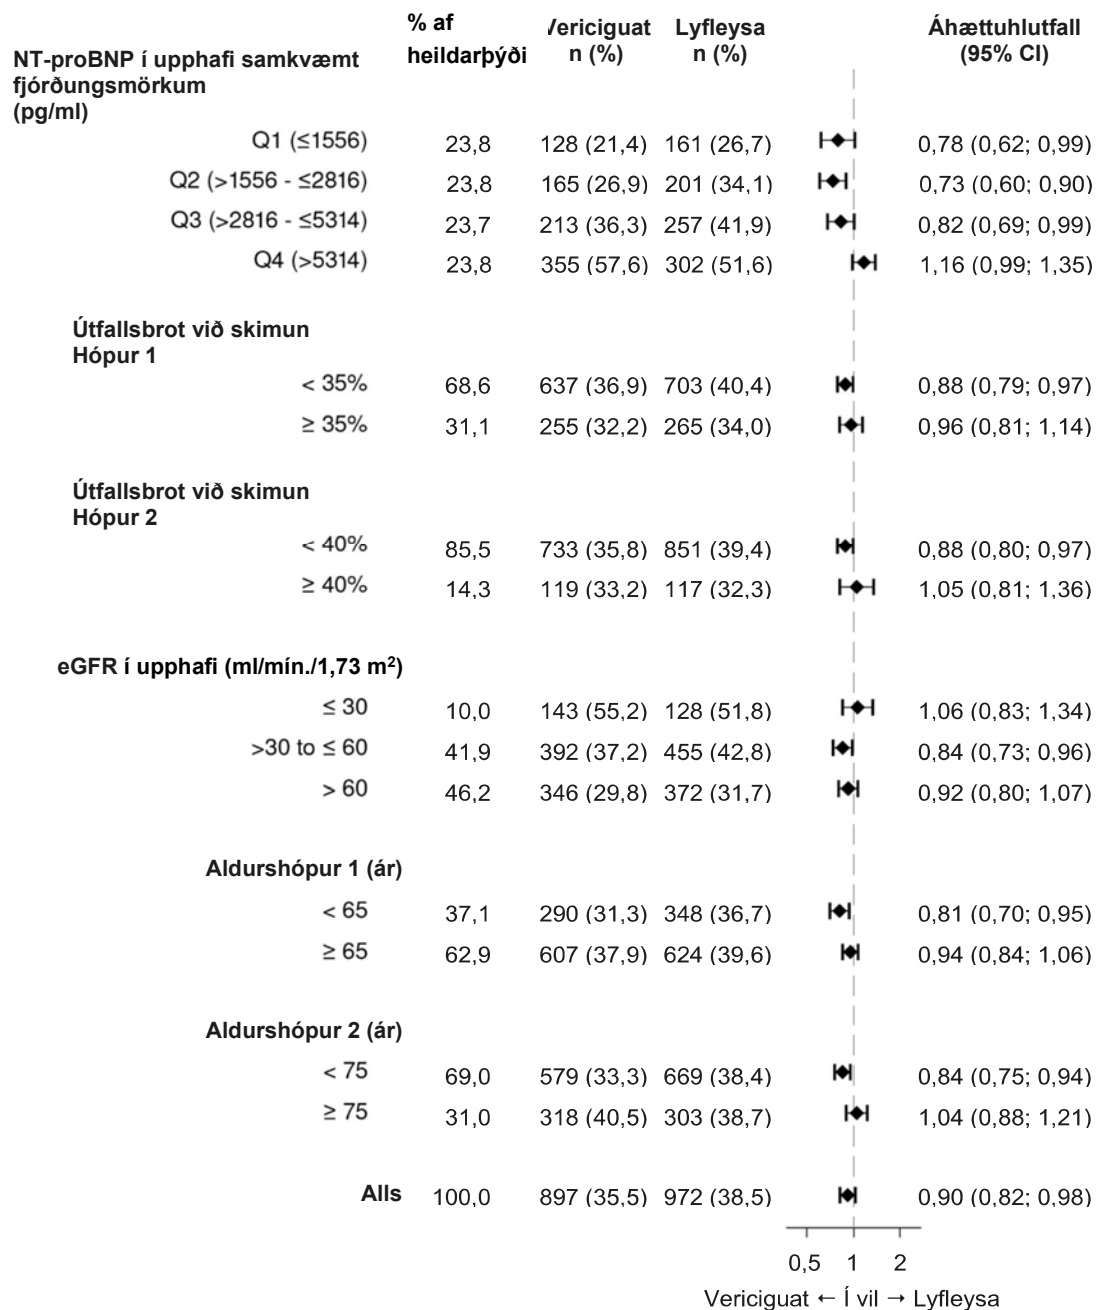 % af heildarþýði
Vericiguat n (%)
Lyfleysa n (%)
Áhættuhlutfall (95% CI)
NT-proBNP í upphafi samkvæmt
fjórðungsmörkum
(pg/ml)
Q1 (≤1556) 23,8 128 (21,4) 161 (26,7) 0,78 (0,62; 0,99)
Q2 (>1556 - ≤2816) 23,8 165 (26,9) 201 (34,1) 0,73 (0,60; 0,90)
Q3 (>2816 - ≤5314) 23,7 213 (36,3) 257 (41,9) 0,82 (0,69; 0,99)
Q4 (>5314) 23,8 355 (57,6) 302 (51,6) 1,16 (0,99; 1,35)
Útfallsbrot við skimun
Hópur 1
< 35% 68,6 637 (36,9) 703 (40,4) 0,88 (0,79; 0,97)
≥ 35% 31,1 255 (32,2) 265 (34,0) 0,96 (0,81; 1,14)
Útfallsbrot við skimun
Hópur 2
< 40% 85,5 733 (35,8) 851 (39,4) 0,88 (0,80; 0,97)
≥ 40% 14,3 119 (33,2) 117 (32,3) 1,05 (0,81; 1,36)
eGFR í upphafi (ml/mín./1,73 m²)
≤ 30 10,0 143 (55,2) 128 (51,8) 1,06 (0,83; 1,34)
>30 to ≤ 60 41,9 392 (37,2) 455 (42,8) 0,84 (0,73; 0,96)
> 60 46,2 346 (29,8) 372 (31,7) 0,92 (0,80; 1,07)
Aldurshópur 1 (ár)
< 65 37,1 290 (31,3) 348 (36,7) 0,81 (0,70; 0,95)
≥ 65 62,9 607 (37,9) 624 (39,6) 0,94 (0,84; 1,06)
Aldurshópur 2 (ár)
< 75 69,0 579 (33,3) 669 (38,4) 0,84 (0,75; 0,94)
≥ 75 31,0 318 (40,5) 303 (38,7) 1,04 (0,88; 1,21)
Alls 100,0 897 (35,5) 972 (38,5) 0,90 (0,82; 0,98)
0,5 1 2
Vericiguat ← Í vil → Lyfleysa